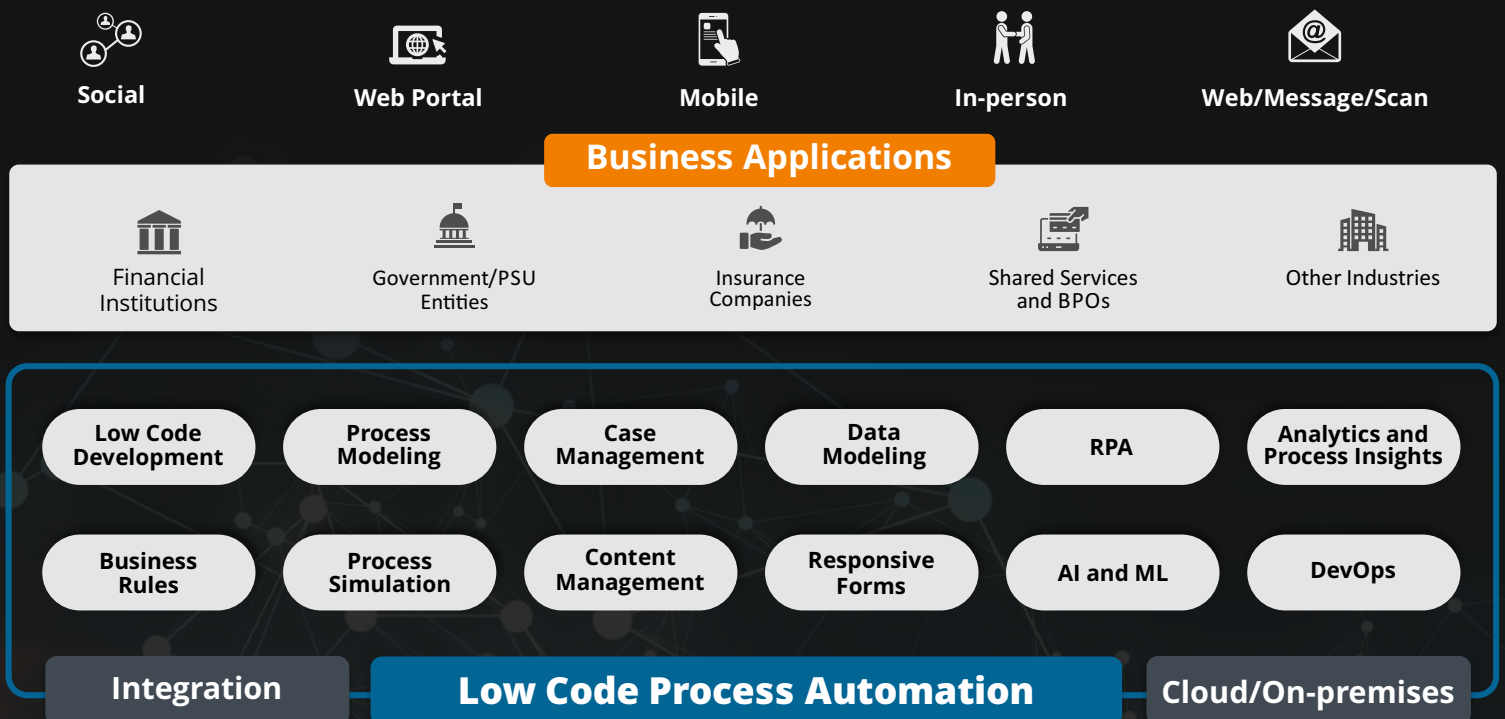 Social
Web Portal
Mobile
In-person
Web/Message/Scan
Business Applications
Financial
Institutions
Government/PSU
Entities
Insurance
Companies
Shared Services
and BPOs
Other Industries
Low Code
Development
Process
Modeling
Case
Management
Data
Modeling
RPA
Analytics and
Process Insights
Business
Rules
Process
Simulation
Content
Management
Responsive
Forms
AI and ML
DevOps
Integration
Low Code Process Automation
Cloud/On-premises